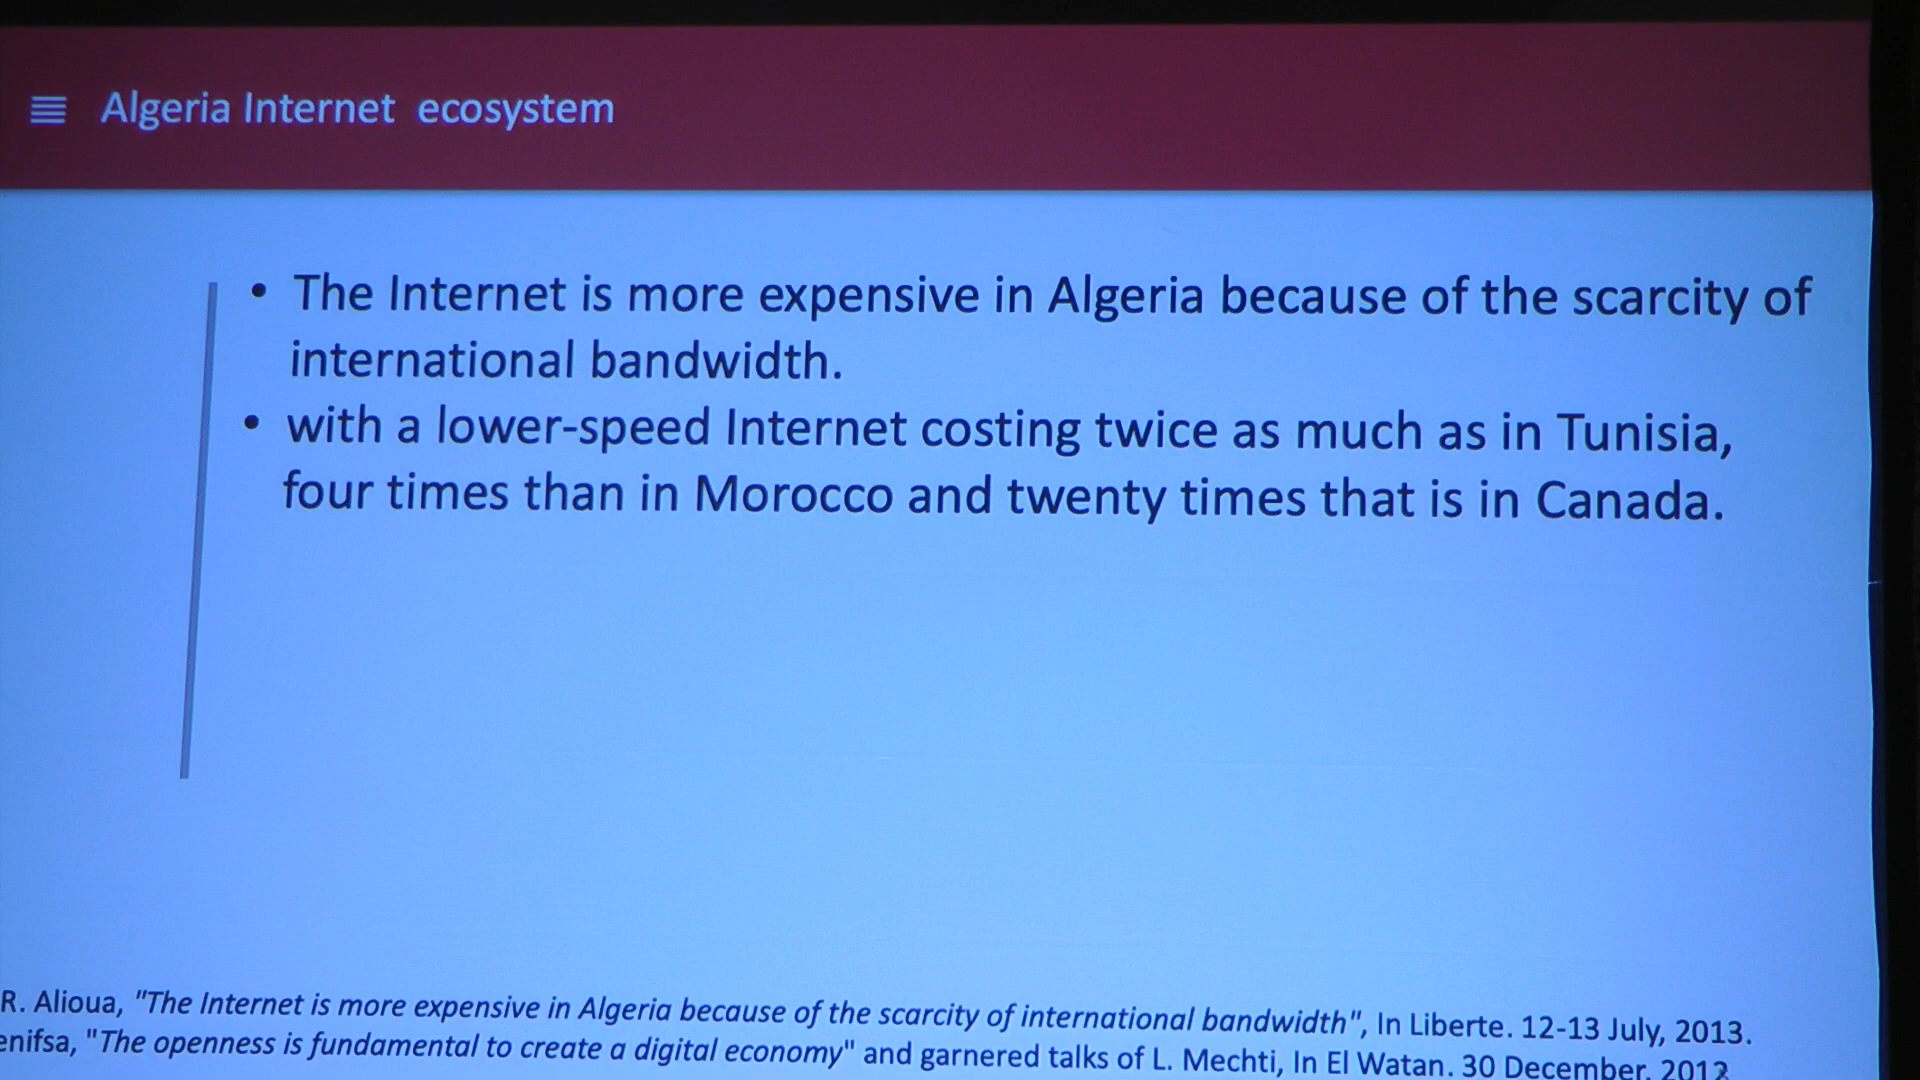 Algeria Internet ecosystem
• The Internet is more expensive in Algeria because of the scarcity of
international bandwidth.
• with a lower-speed Internet costing twice as much as in Tunisia,
four times than in Morocco and twenty times that is in Canada.
R. Alioua, "The Internet is more expensive in Algeria because of the scarcity of international bandwidth", In Liberte. 12-13 July, 2013.
enifsa, "The openness is fundamental to create a digital economy" and garnered talks of L. Mechti, In El Watan. 30 December,